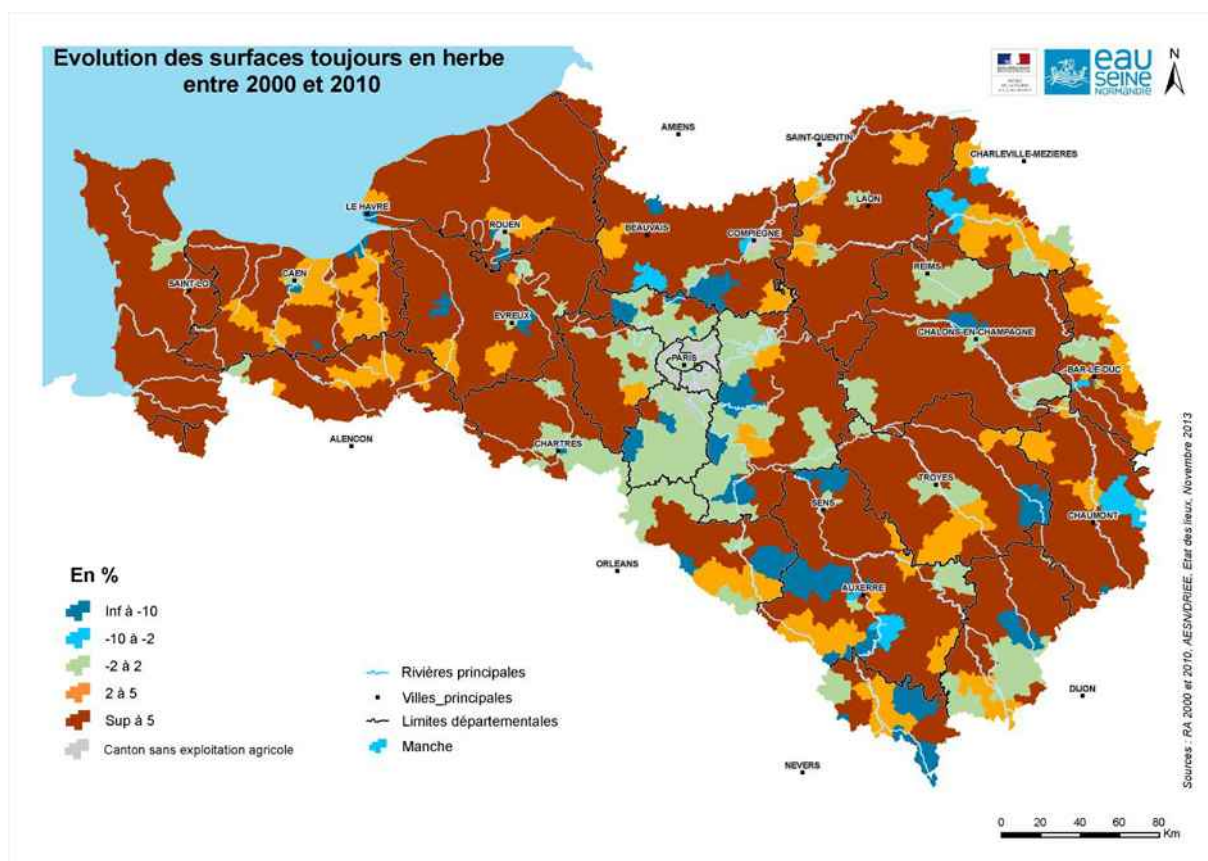 Evolution des surfaces toujours en herbe
entre 2000 et 2010
eau
SEINE
NORMANDIE
N
AMIENS
SAINT-QUENTIN
CHARLEVILLE-MEZIERES
LE HAVRE
ROUEN
BEAUVAIS
COMPIEGNE
LAON
SAINT-LO
CAEN
REIMS
EVREUX
CHALONS-EN-CHAMPAGNE
PARIS
BAR-LE-DUC
ALENCON
CHARTRES
TROYES
SENS
CHAUMONT
ORLEANS
AUXERRE
DIJON
NEVERS
En %
Inf à -10
-10 à -2
-2 à 2
2 à 5
Sup à 5
Canton sans exploitation agricole
Rivières principales
Villes_principales
Limites départementales
Manche
Sources : RA 2000 et 2010, AESN/DRIEE, Etat des lieux, Novembre 2013
0 20 40 60 80
Km